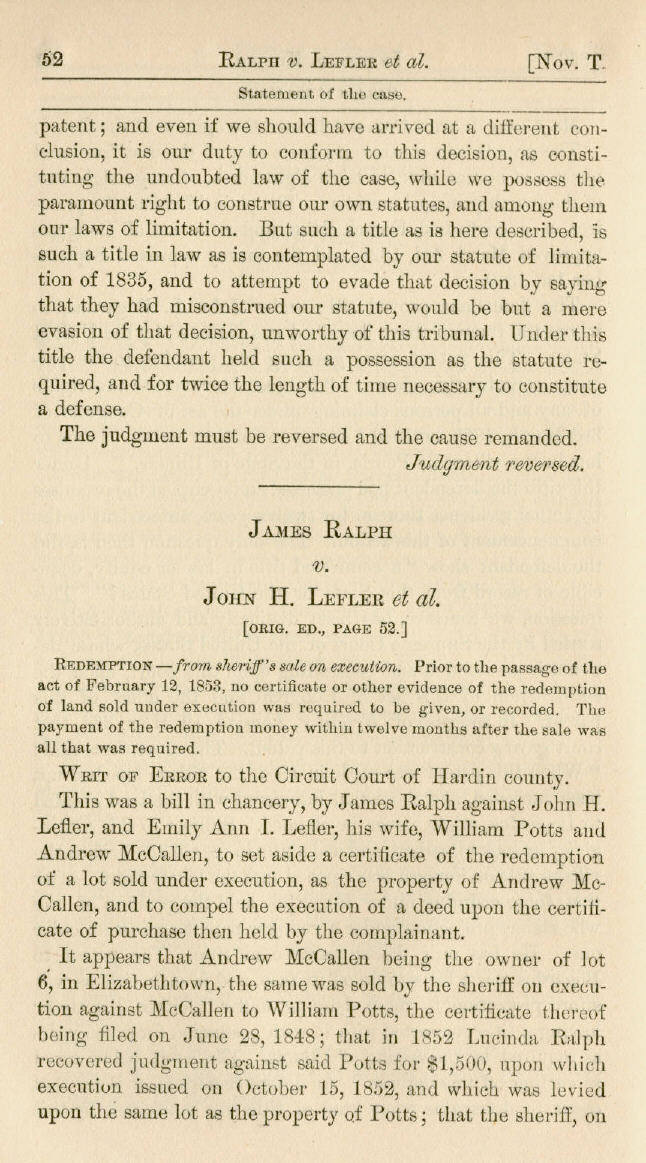 52 RALPH v. LEFLER et al. [Nov. T.
Statement of the case.
patent; and even if we should have arrived at a different con-
clusion, it is our duty to conform to this decision, as consti-
tuting the undoubted law of the case, while we possess the
paramount right to construe our own statutes, and among them
our laws of limitation. But such a title as is here described, is
such a title in law as is contemplated by our statute of limita-
tion of 1835, and to attempt to evade that decision by saying
that they had misconstrued our statute, would be but a mere
evasion of that decision, unworthy of this tribunal. Under this
title the defendant held such a possession as the statute re-
quired, and for twice the length of time necessary to constitute
a defense.
The judgment must be reversed and the cause remanded.
Judgment reversed.
JAMES RALPH
v.
JOHN H. LEFLER et al.
[ORIG. ED., PAGE 52.]
REDEMPTION—from sheriff's sale on execution. Prior to the passage of the
act of February 12, 1853, no certificate or other evidence of the redemption
of land sold under execution was required to be given, or recorded. The
payment of the redemption money within twelve months after the sale was
all that was required.
WRIT OF ERROR to the Circuit Court of Hardin county.
This was a bill in chancery, by James Ralph against John H.
Lefler, and Emily Ann I. Lefler, his wife, William Potts and
Andrew McCallen, to set aside a certificate of the redemption
of a lot sold under execution, as the property of Andrew Mc-
Callen, and to compel the execution of a deed upon the certifi-
cate of purchase then held by the complainant.
It appears that Andrew McCallen being the owner of lot
6, in Elizabethtown, the same was sold by the sheriff on execu-
tion against McCallen to William Potts, the certificate thereof
being filed on June 28, 1848; that in 1852 Lucinda Ralph
recovered judgment against said Potts for $1,500, upon which
execution issued on October 15, 1852, and which was levied
upon the same lot as the property of Potts; that the sheriff, on